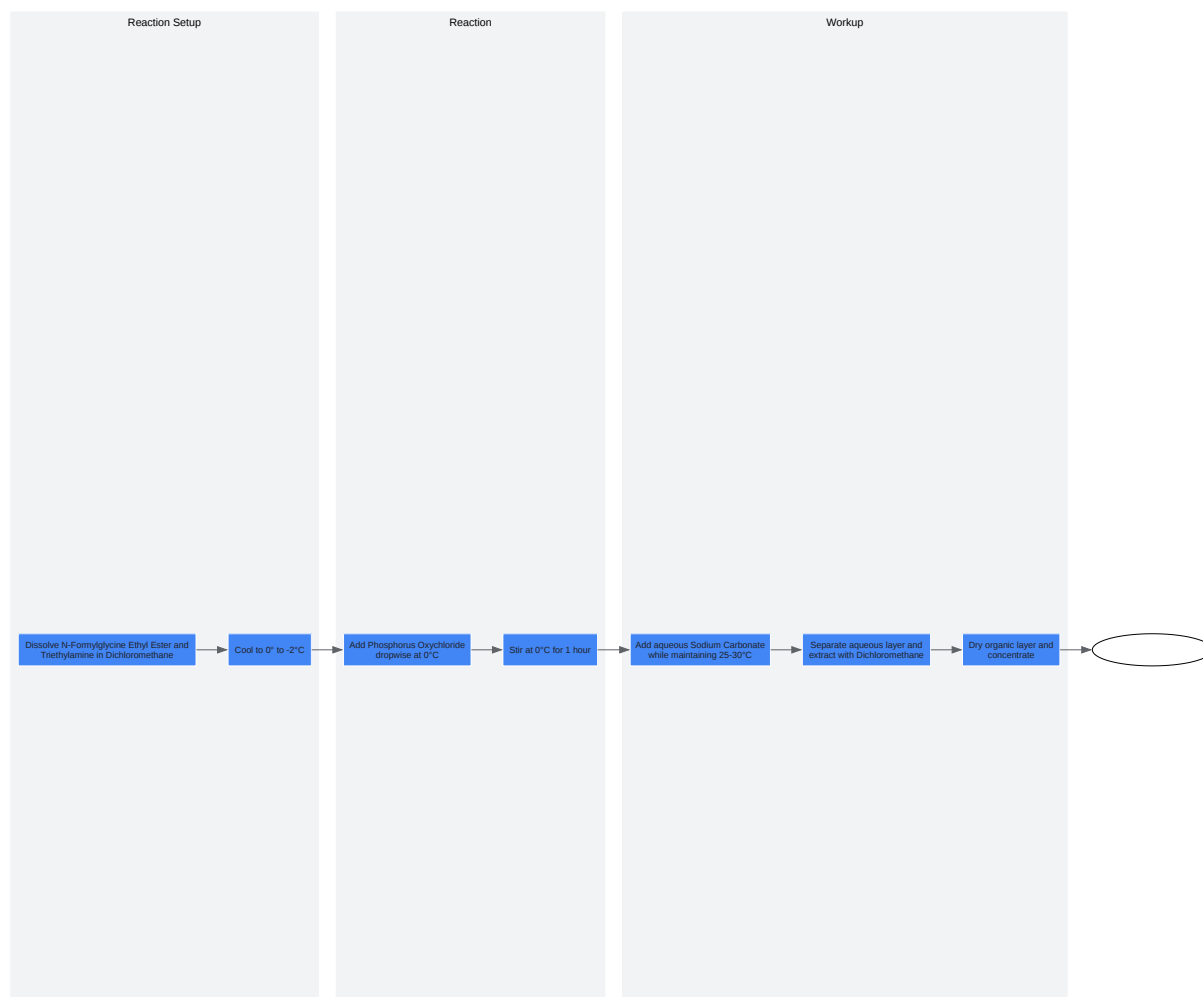 Reaction Setup
Reaction
Workup
Dissolve N-Formylglycine Ethyl Ester and
Triethylamine in Dichloromethane
Cool to 0° to -2°C
Add Phosphorus Oxychloride
dropwise at 0°C
Stir at 0°C for 1 hour
Add aqueous Sodium Carbonate
while maintaining 25-30°C
Separate aqueous layer and
extract with Dichloromethane
Dry organic layer and
concentrate